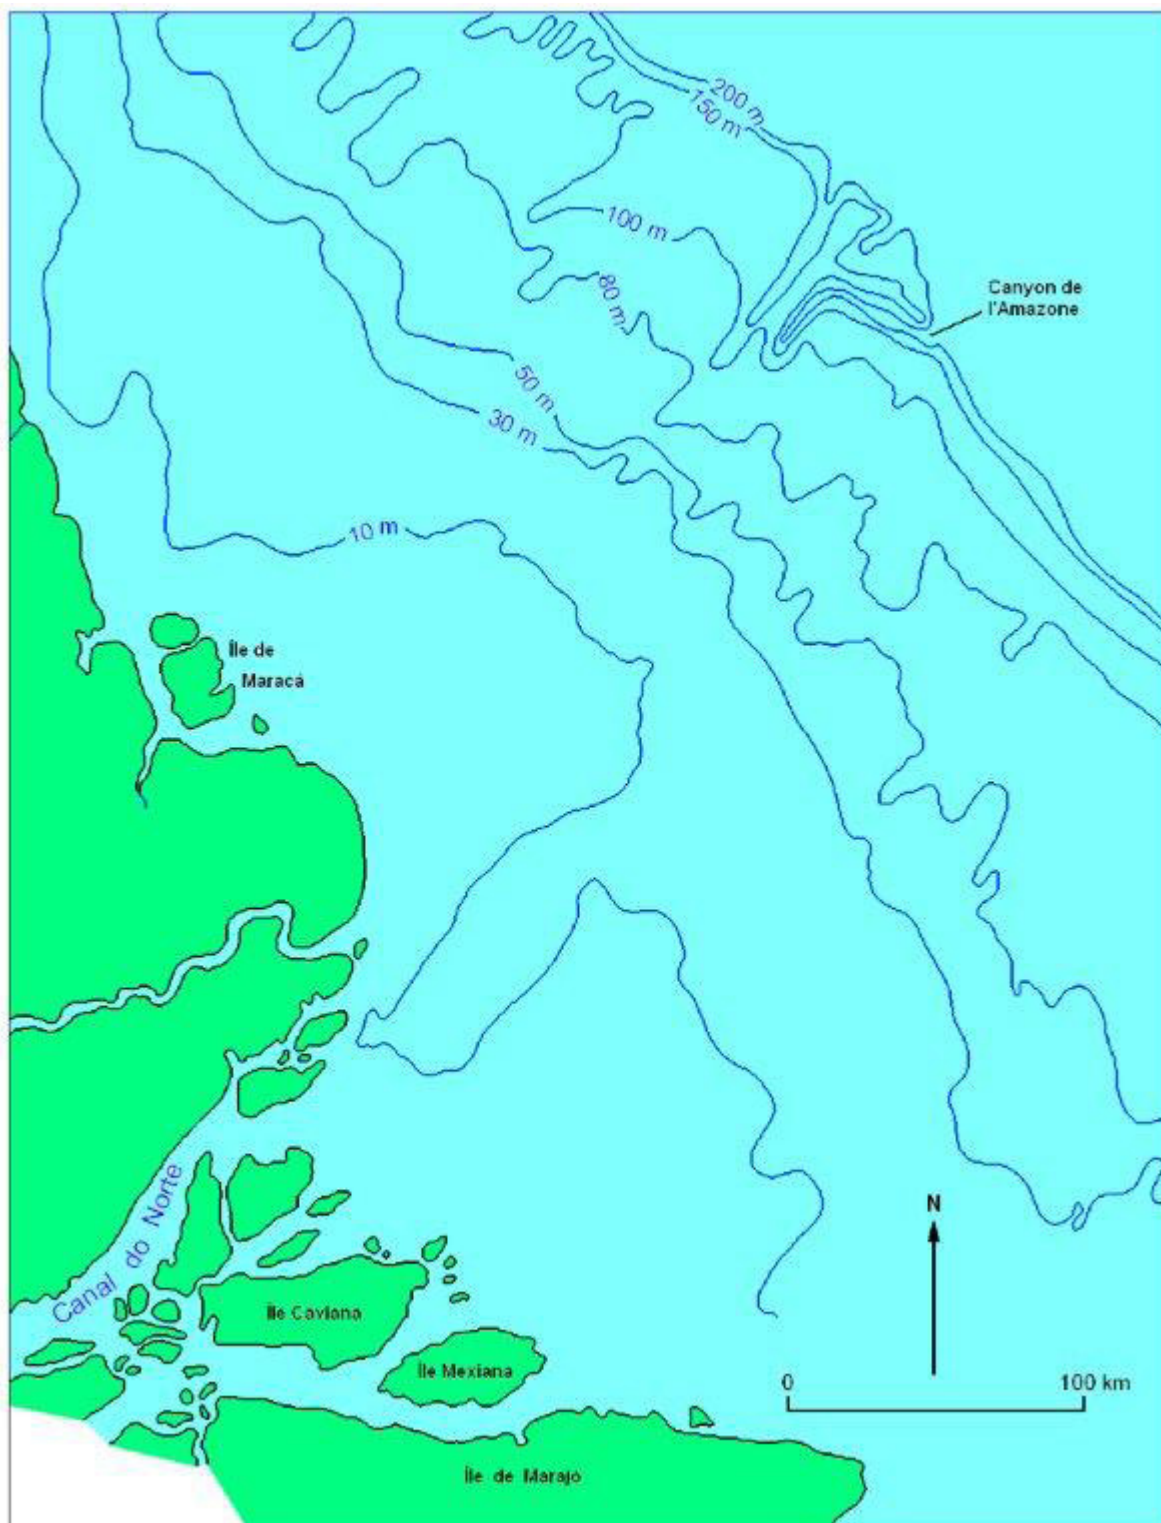 200 m
150 m
100 m
80 m
Canyon de
l'Amazone
50 m
30 m
10 m
Île de
Maracá
Canal do Norte
N
Île Caviana
Île Mexiana
0 100 km
Île de Marajó